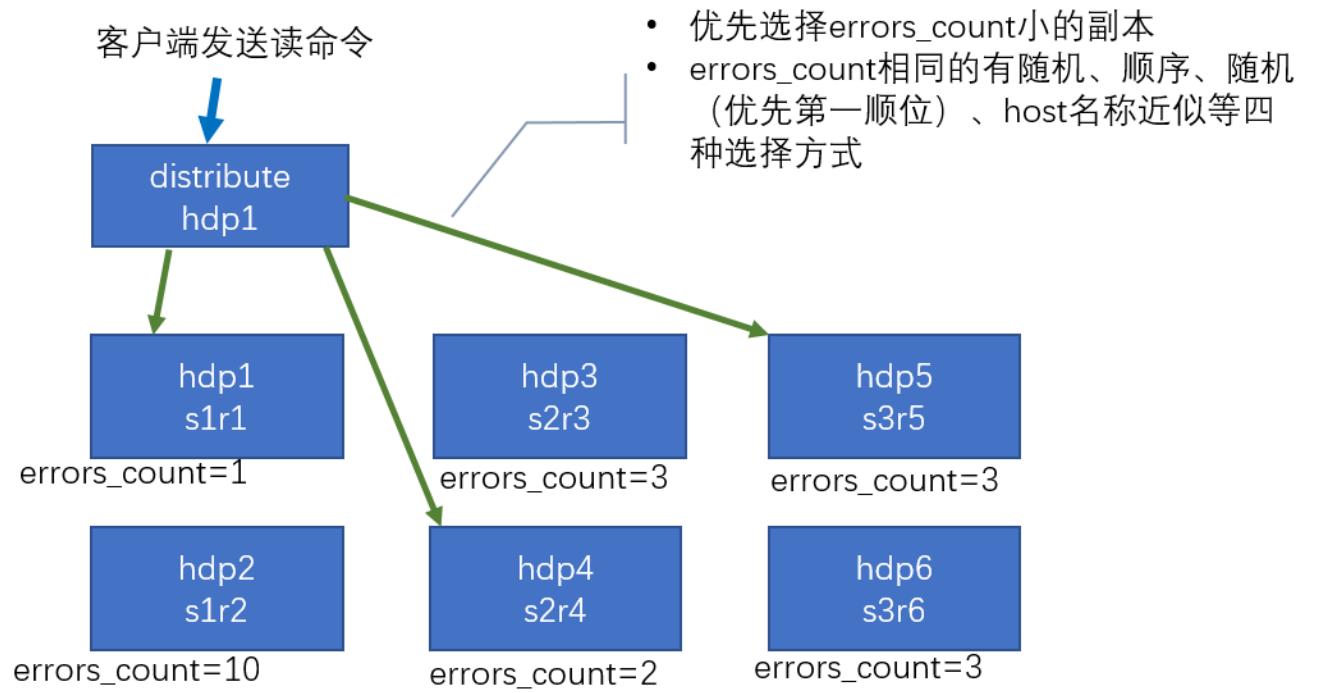 客户端发送读命令
• 优先选择errors_count小的副本
• errors_count相同的有随机、顺序、随机
（优先第一顺位）、host名称近似等四
种选择方式
distribute
hdp1
hdp1
s1r1
errors_count=1
hdp3
s2r3
errors_count=3
hdp5
s3r5
errors_count=3
hdp2
s1r2
errors_count=10
hdp4
s2r4
errors_count=2
hdp6
s3r6
errors_count=3